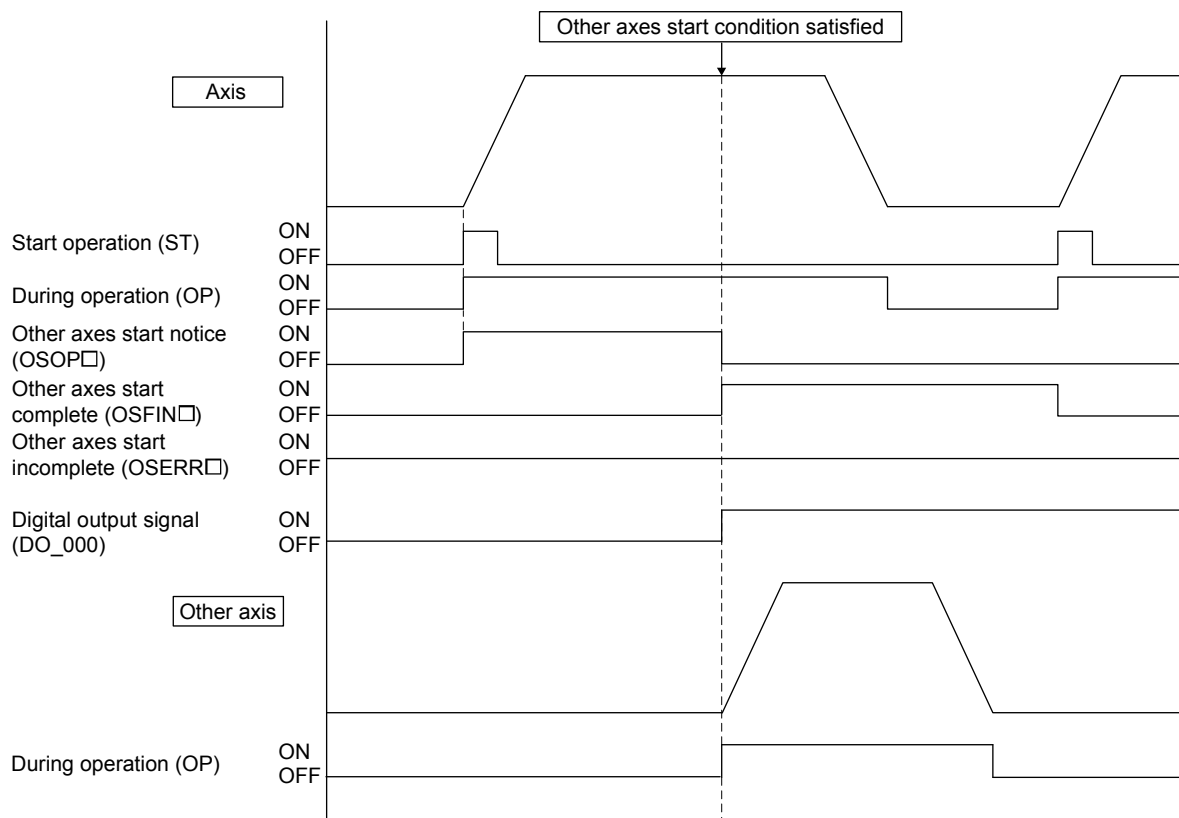 Other axes start condition satisfied
Axis
Start operation (ST)
ON
OFF
During operation (OP)
ON
OFF
Other axes start notice
(OSOP□)
ON
OFF
Other axes start
complete (OSFIN□)
ON
OFF
Other axes start
incomplete (OSERR□)
ON
OFF
Digital output signal
(DO_000)
ON
OFF
Other axis
During operation (OP)
ON
OFF